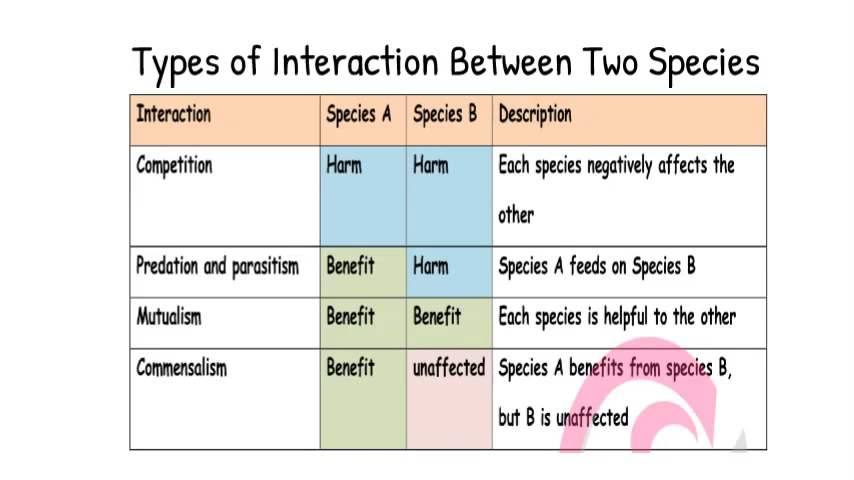 Types of Interaction Between Two Species
Interaction Species A Species B Description
Competition Harm Harm Each species negatively affects the
other
Predation and parasitism Benefit Harm Species A feeds on Species B
Mutualism Benefit Benefit Each species is helpful to the other
Commensalism Benefit unaffected Species A benefits from species B,
but B is unaffected